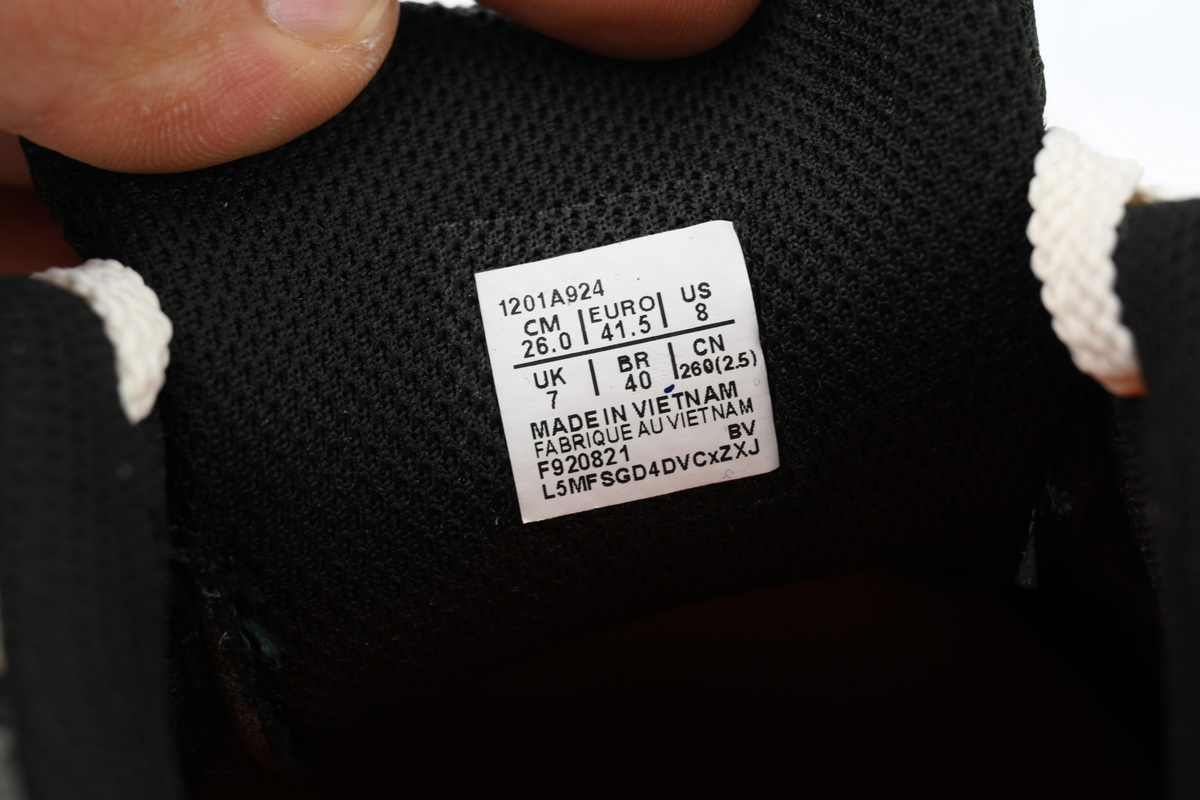 1201A924
CM | EURO | US
26.0 | 41.5 | 8
UK | BR | CN
7 | 40 | 260(2.5)
MADE IN VIETNAM
FABRIQUE AU VIETNAM
F920821 BV
L5MFSGD4DVCxZXJ